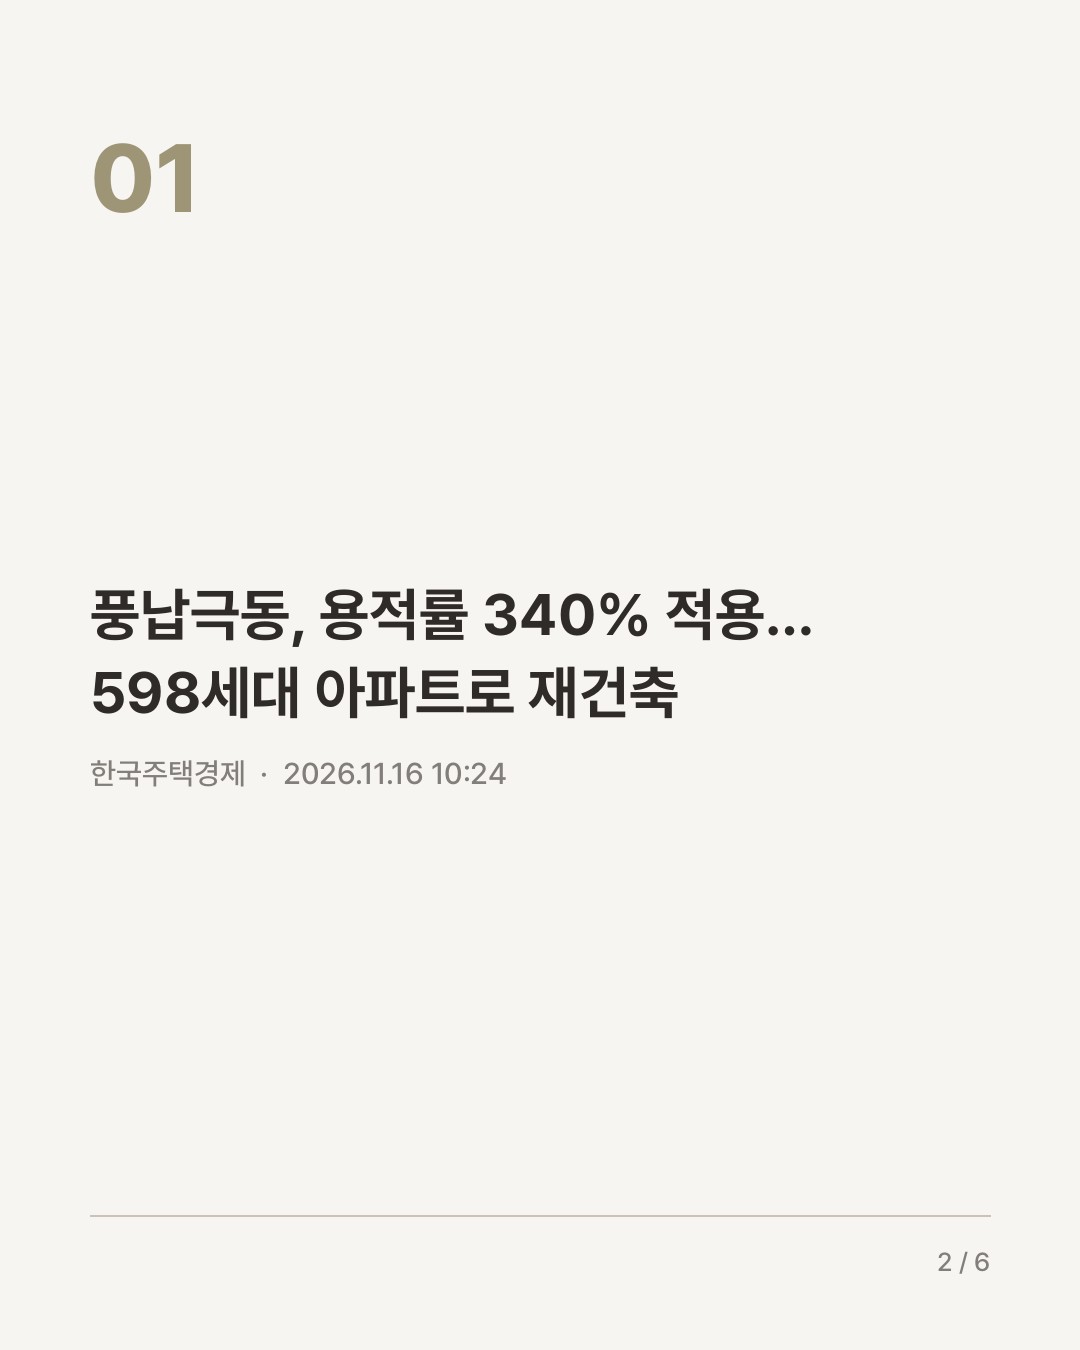 01
풍납극동, 용적률 340% 적용...
598세대 아파트로 재건축
한국주택경제 · 2026.11.16 10:24
2 / 6